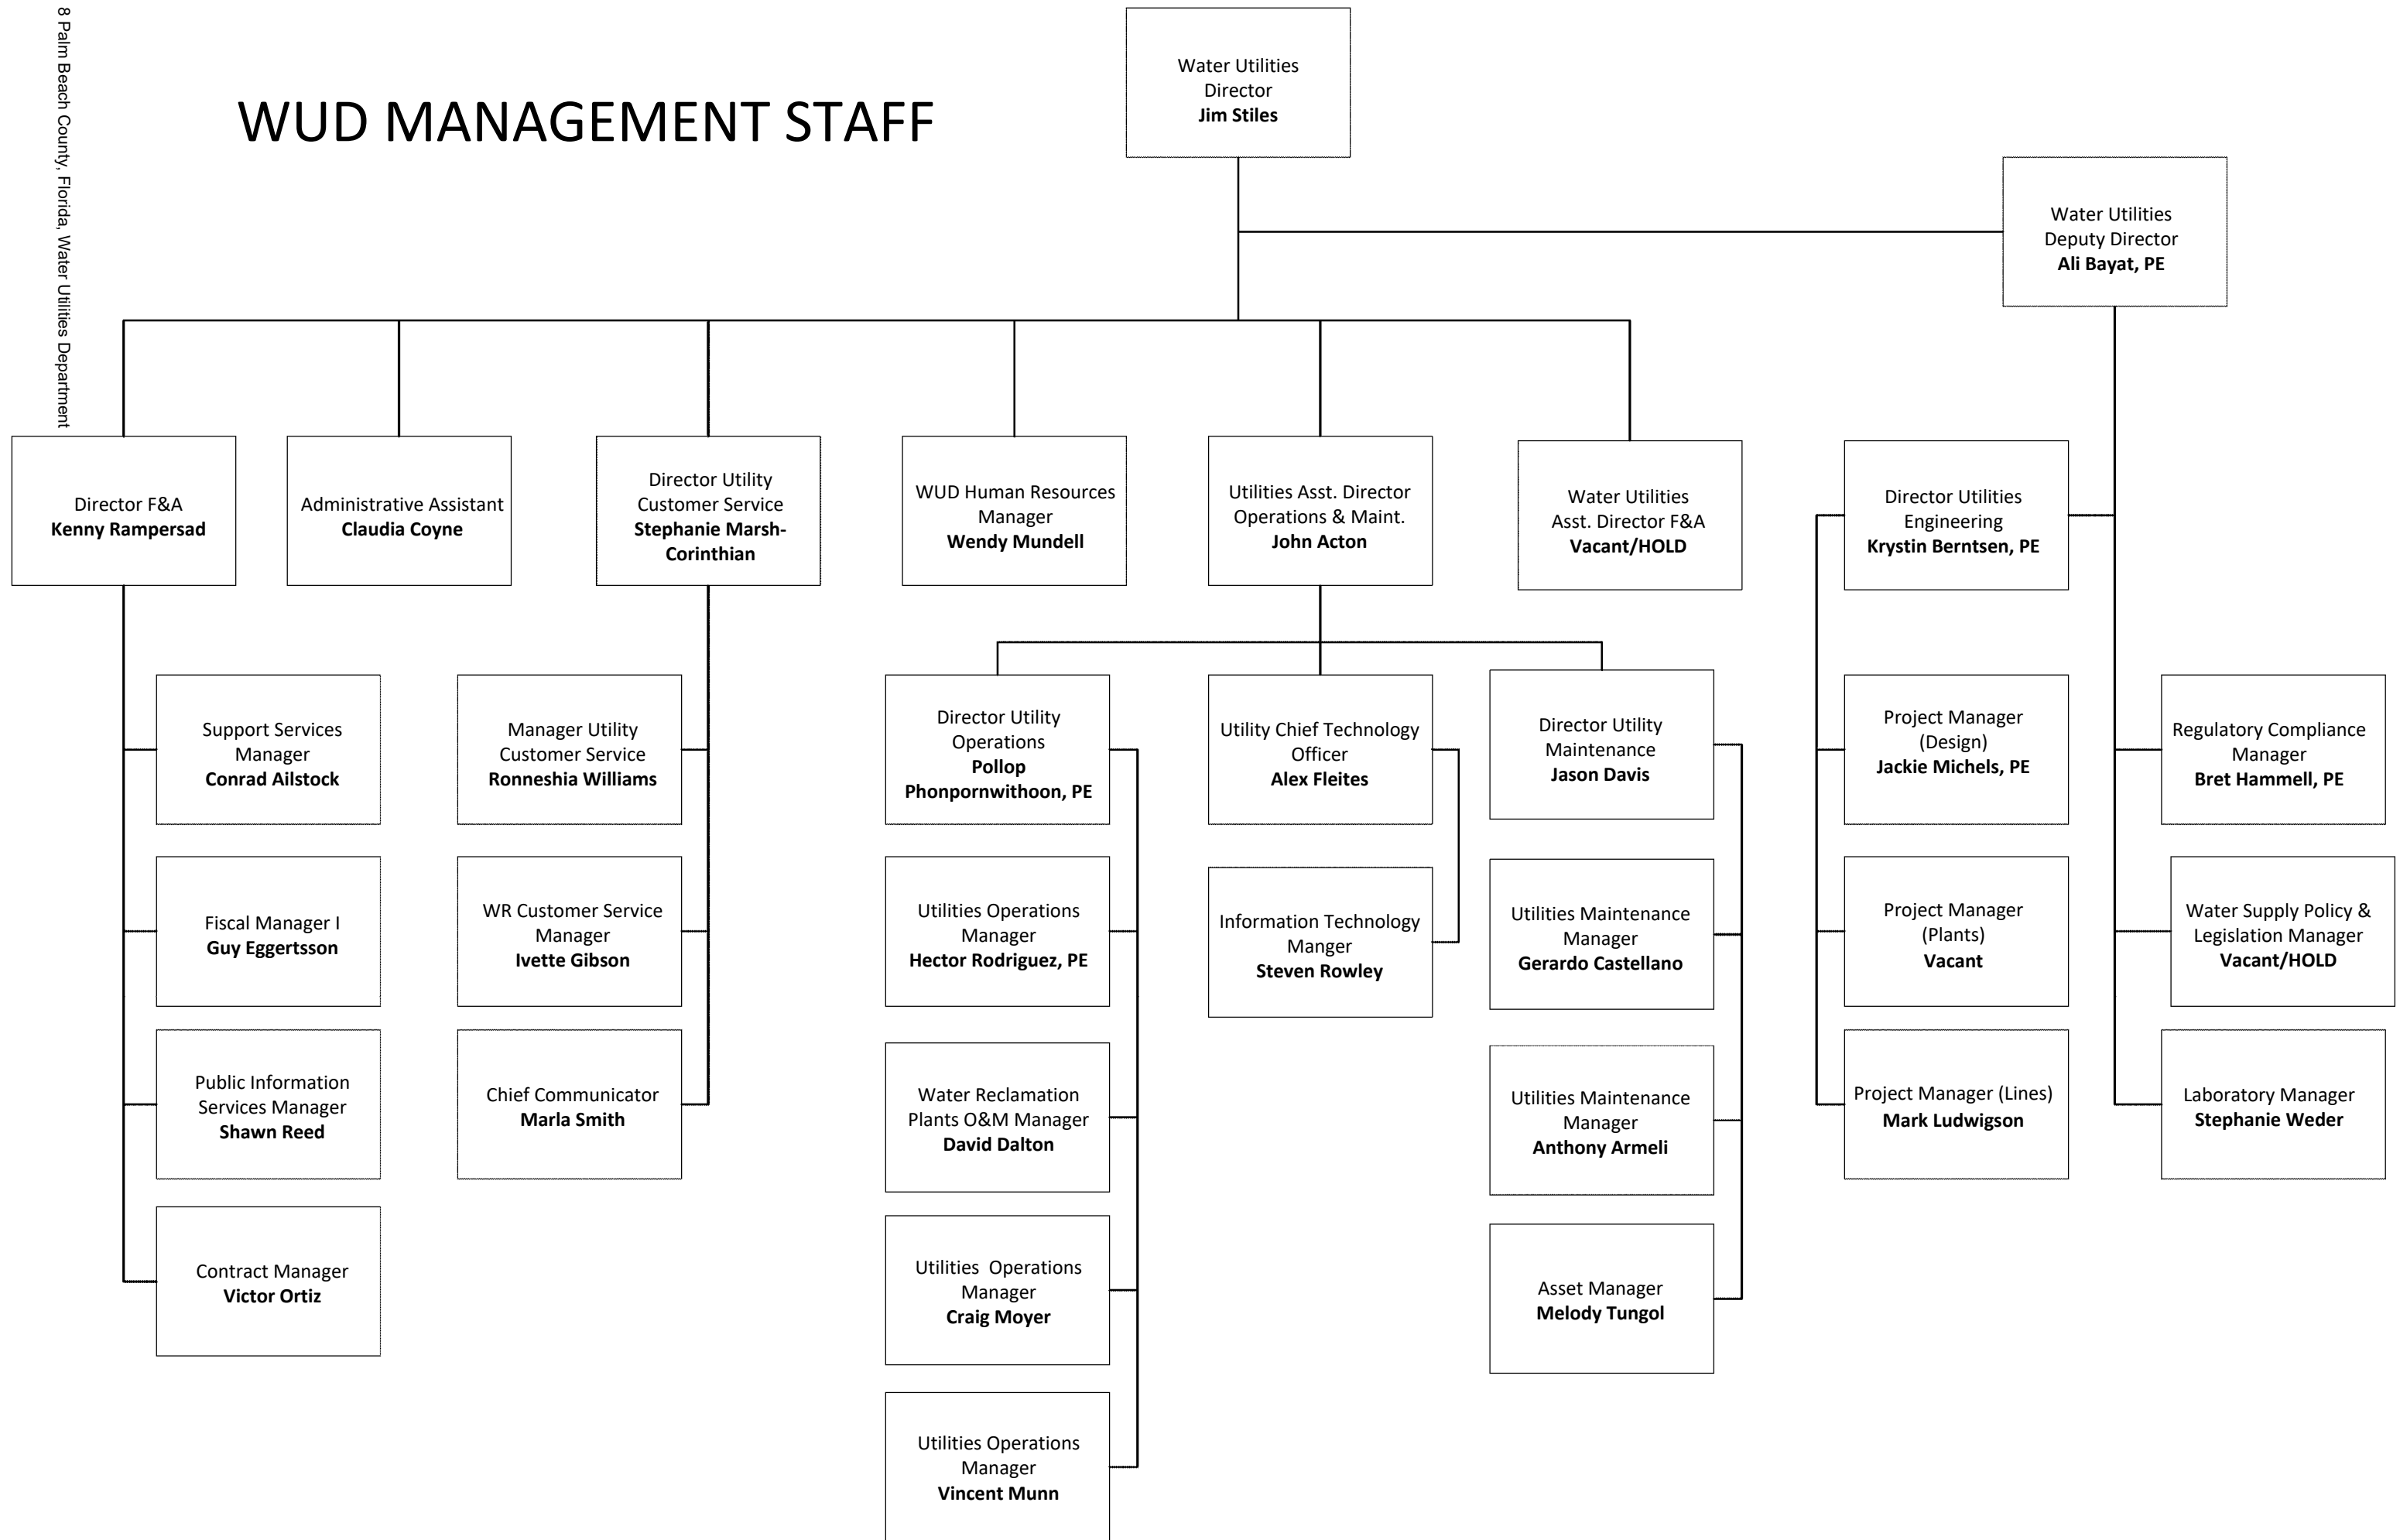 8 Palm Beach County, Florida, Water Utilities Department
WUD MANAGEMENT STAFF
Water Utilities
Director
Jim Stiles
Water Utilities
Deputy Director
Ali Bayat, PE
Director F&A
Kenny Rampersad
Administrative Assistant
Claudia Coyne
Director Utility
Customer Service
Stephanie Marsh-
Corinthian
WUD Human Resources
Manager
Wendy Mundell
Utilities Asst. Director
Operations & Maint.
John Acton
Water Utilities
Asst. Director F&A
Vacant/HOLD
Director Utilities
Engineering
Krystin Berntsen, PE
Support Services
Manager
Conrad Ailstock
Manager Utility
Customer Service
Ronneshia Williams
Director Utility
Operations
Pollop
Phonpornwithoon, PE
Utility Chief Technology
Officer
Alex Fleites
Director Utility
Maintenance
Jason Davis
Project Manager
(Design)
Jackie Michels, PE
Regulatory Compliance
Manager
Bret Hammell, PE
Fiscal Manager I
Guy Eggertsson
WR Customer Service
Manager
Ivette Gibson
Utilities Operations
Manager
Hector Rodriguez, PE
Information Technology
Manger
Steven Rowley
Utilities Maintenance
Manager
Gerardo Castellano
Project Manager
(Plants)
Vacant
Water Supply Policy &
Legislation Manager
Vacant/HOLD
Public Information
Services Manager
Shawn Reed
Chief Communicator
Marla Smith
Water Reclamation
Plants O&M Manager
David Dalton
Utilities Maintenance
Manager
Anthony Armeli
Project Manager (Lines)
Mark Ludwigson
Laboratory Manager
Stephanie Weder
Contract Manager
Victor Ortiz
Utilities  Operations
Manager
Craig Moyer
Asset Manager
Melody Tungol
Utilities Operations
Manager
Vincent Munn